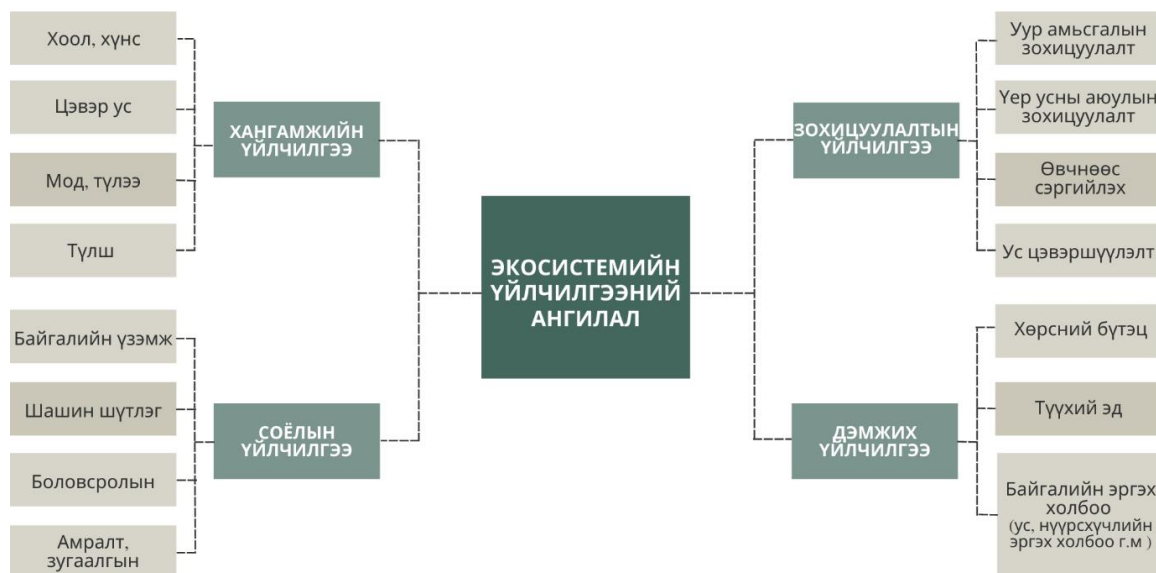 Хоол, хүнс
Цэвэр ус
Мод, түлээ
Түлш
ХАНГАМЖИЙН
ҮЙЛЧИЛГЭЭ
Байгалийн үзэмж
Шашин шүтлэг
Боловсролын
Амралт,
зугаалгын
СОЁЛЫН
ҮЙЛЧИЛГЭЭ
ЭКОСИСТЕМИЙН
ҮЙЛЧИЛГЭЭНИЙ
АНГИЛАЛ
ЗОХИЦУУЛАЛТЫН
ҮЙЛЧИЛГЭЭ
Уур амьсгалын
зохицуулалт
Үер усны аюулын
зохицуулалт
Өвчнөөс
сэргийлэх
Ус цэвэршүүлэлт
ДЭМЖИХ
ҮЙЛЧИЛГЭЭ
Хөрсний бүтэц
Түүхий эд
Байгалийн эргэх
холбоо
(ус, нүүрсхүчлийн
эргэх холбоо г.м )